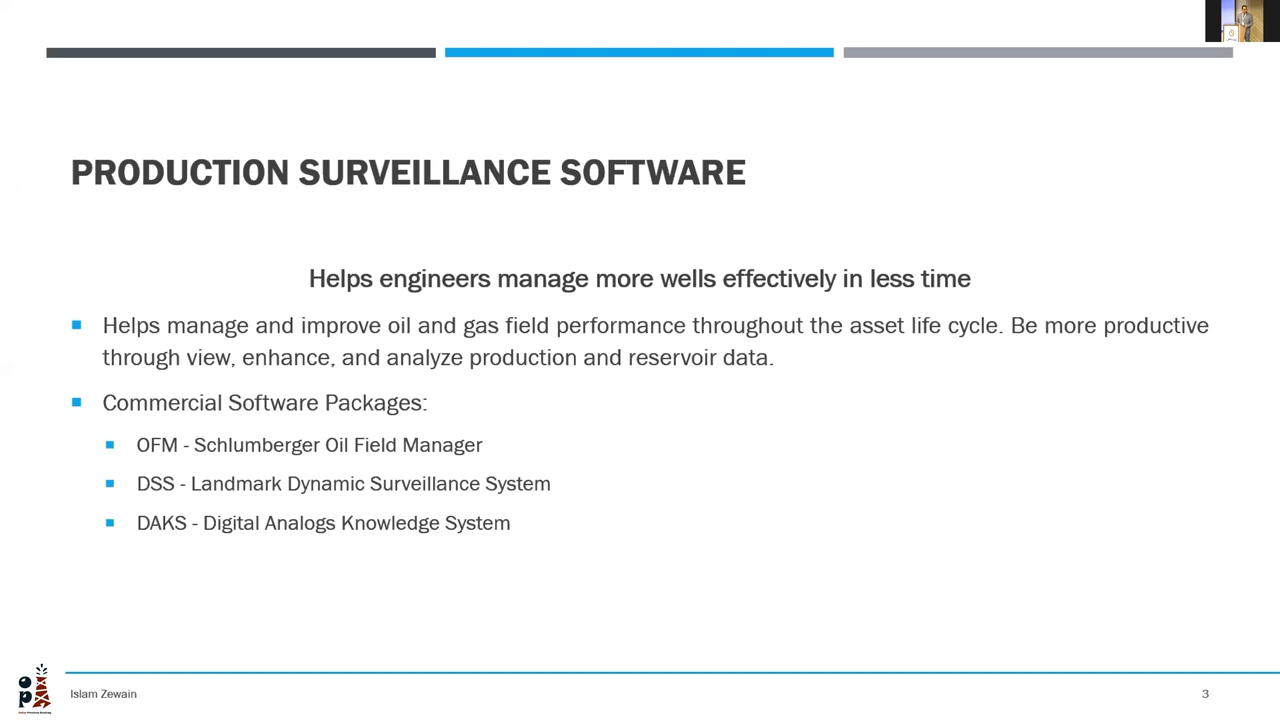 PRODUCTION SURVEILLANCE SOFTWARE
Helps engineers manage more wells effectively in less time
Helps manage and improve oil and gas field performance throughout the asset life cycle. Be more productive
through view, enhance, and analyze production and reservoir data.
Commercial Software Packages:
OFM - Schlumberger Oil Field Manager
DSS - Landmark Dynamic Surveillance System
DAKS - Digital Analogs Knowledge System
Islam Zewain
3